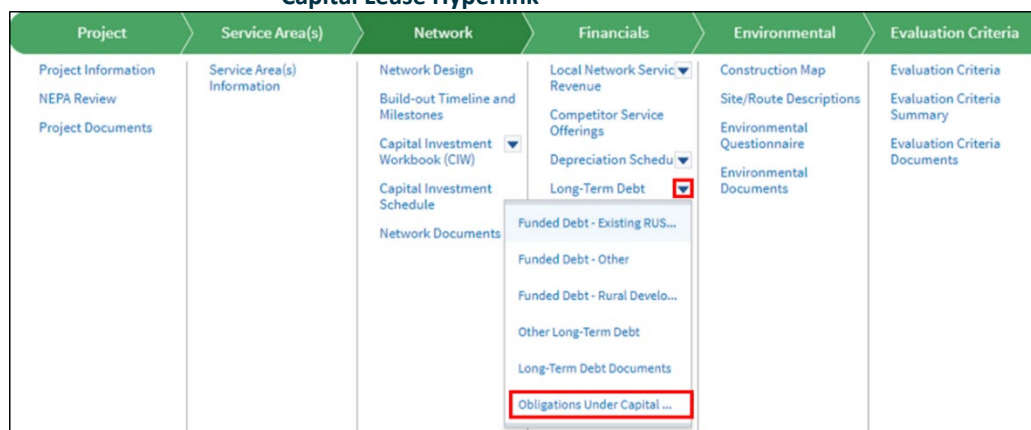 Capital Lease Hyperlink
Project
Service Area(s)
Network
Financials
Environmental
Evaluation Criteria
Project Information
NEPA Review
Project Documents
Service Area(s)
Information
Network Design
Build-out Timeline and
Milestones
Capital Investment
Workbook (CIW)
Capital Investment
Schedule
Network Documents
Local Network Servic
Revenue
Competitor Service
Offerings
Depreciation Schedu
Long-Term Debt
Funded Debt - Existing RUS...
Funded Debt - Other
Funded Debt - Rural Develo...
Other Long-Term Debt
Long-Term Debt Documents
Obligations Under Capital ...
Construction Map
Site/Route Descriptions
Environmental
Questionnaire
Environmental
Documents
Evaluation Criteria
Evaluation Criteria
Summary
Evaluation Criteria
Documents